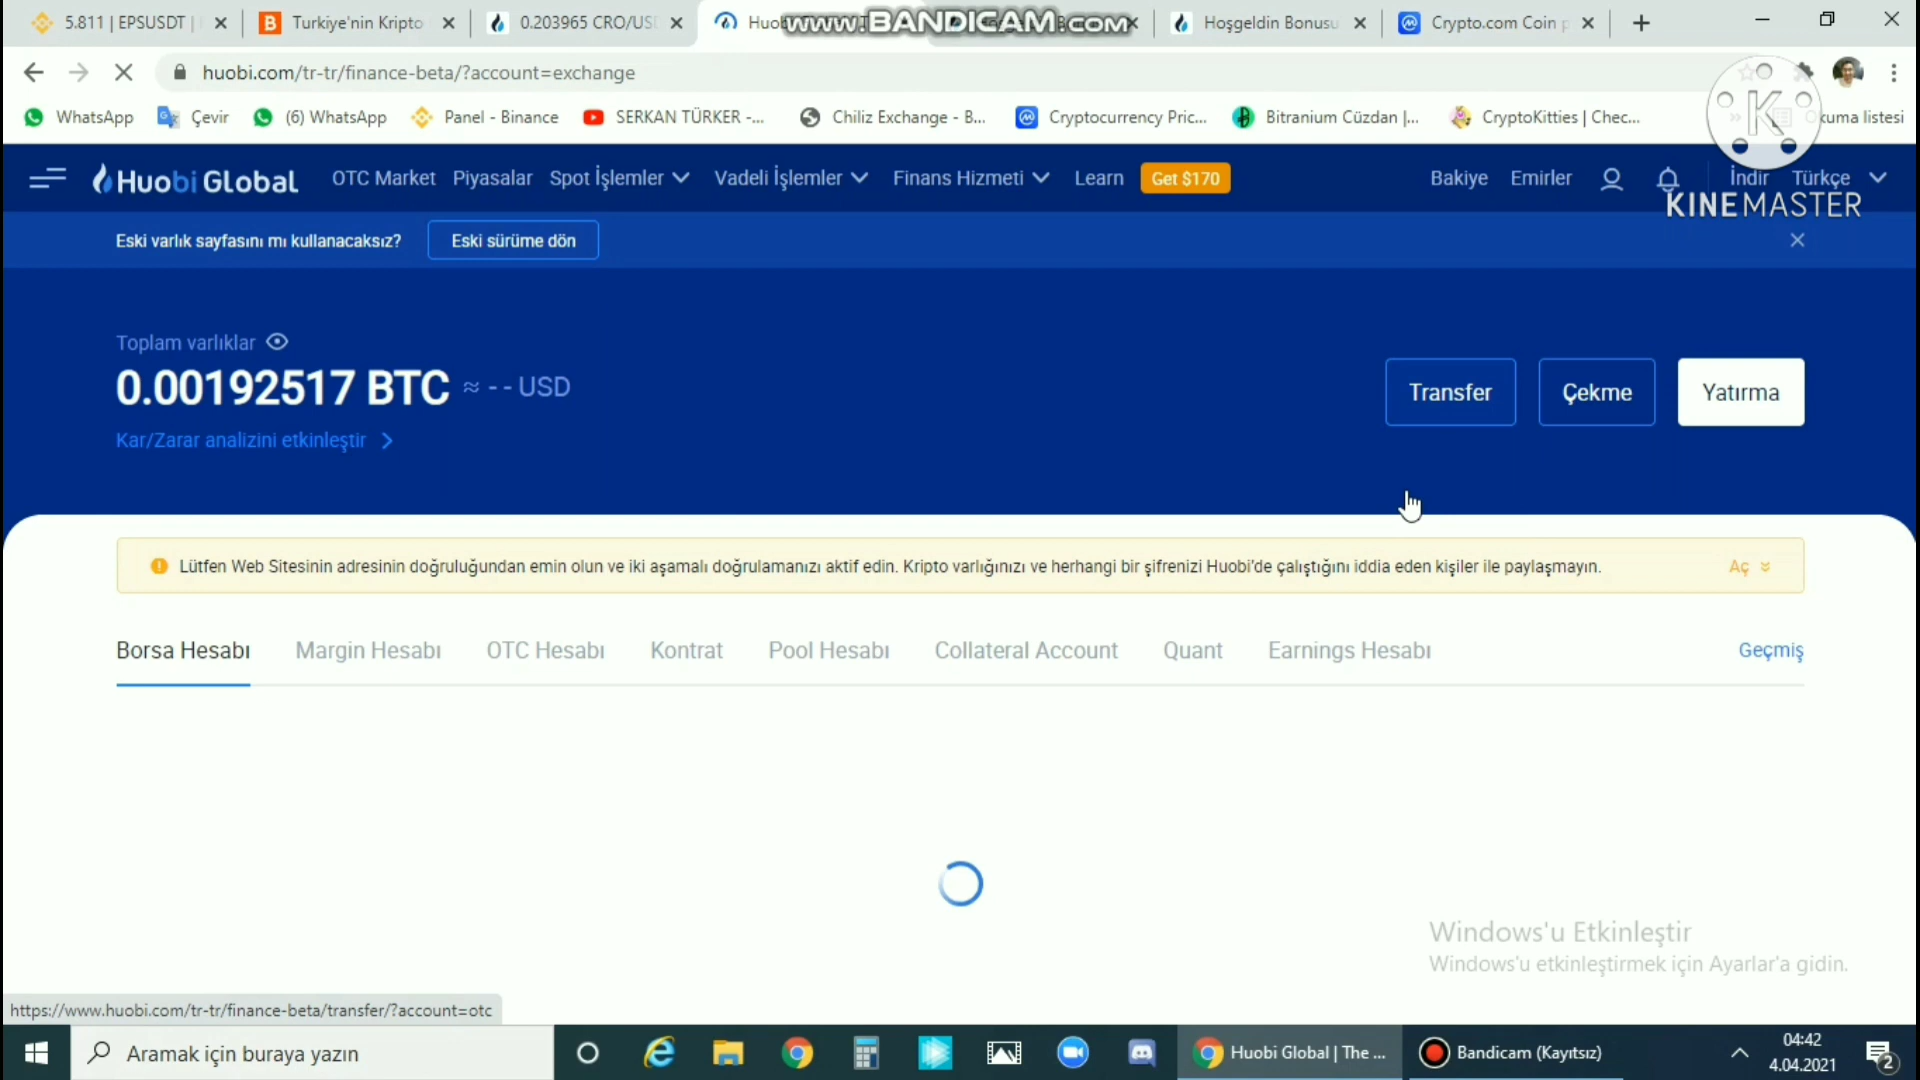 5.811 | EPSUSDT |
Turkiye'nin Kripto
0.203965 CRO/USD
Huob
www.BANDICAM.com
Hoşgeldin Bonusu
Crypto.com Coin p
huobi.com/tr-tr/finance-beta/?account=exchange
WhatsApp
Çevir
(6) WhatsApp
Panel - Binance
SERKAN TÜRKER -...
Chiliz Exchange - B...
Cryptocurrency Pric...
Bitranium Cüzdan |...
CryptoKitties | Chec...
kuma listesi
K
KINEMASTER
Huobi Global
OTC Market
Piyasalar
Spot İşlemler
Vadeli İşlemler
Finans Hizmeti
Learn
Get $170
Bakiye
Emirler
İndir
Türkçe
Eski varlık sayfasını mı kullanacaksız?
Eski sürüme dön
Toplam varlıklar
0.00192517 BTC ≈ - - USD
Kar/Zarar analizini etkinleştir
Transfer
Çekme
Yatırma
Lütfen Web Sitesinin adresinin doğruluğundan emin olun ve iki aşamalı doğrulamanızı aktif edin. Kripto varlığınızı ve herhangi bir şifrenizi Huobi'de çalıştığını iddia eden kişiler ile paylaşmayın.
Aç
Borsa Hesabı
Margin Hesabı
OTC Hesabı
Kontrat
Pool Hesabı
Collateral Account
Quant
Earnings Hesabı
Geçmiş
Windows'u Etkinleştir
Windows'u etkinleştirmek için Ayarlar'a gidin.
https://www.huobi.com/tr-tr/finance-beta/transfer/?account=otc
Aramak için buraya yazın
Huobi Global | The ...
Bandicam (Kayıtsız)
04:42
4.04.2021
2